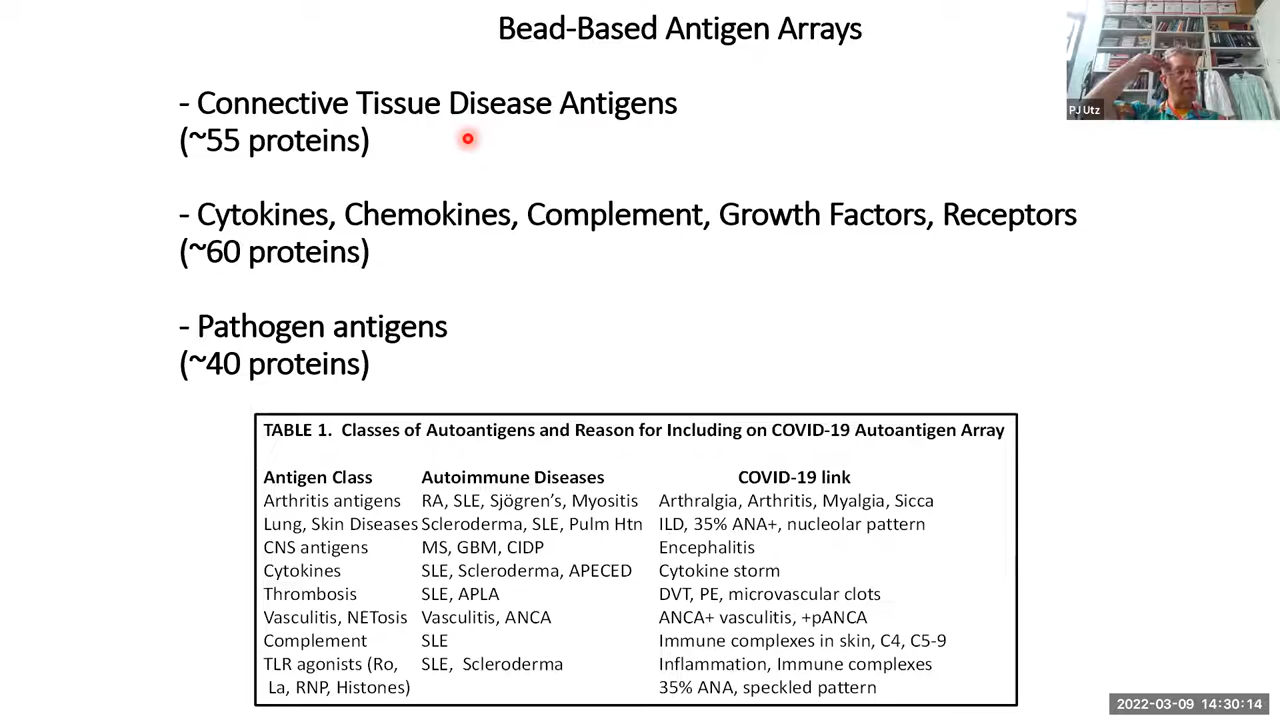 Bead-Based Antigen Arrays
PJ Utz
- Connective Tissue Disease Antigens
(~55 proteins)
- Cytokines, Chemokines, Complement, Growth Factors, Receptors
(~60 proteins)
- Pathogen antigens
(~40 proteins)
TABLE 1. Classes of Autoantigens and Reason for Including on COVID-19 Autoantigen Array
Antigen Class Autoimmune Diseases COVID-19 link
Arthritis antigens RA, SLE, Sjögren’s, Myositis Arthralgia, Arthritis, Myalgia, Sicca
Lung, Skin Diseases Scleroderma, SLE, Pulm Htn ILD, 35% ANA+, nucleolar pattern
CNS antigens MS, GBM, CIDP Encephalitis
Cytokines SLE, Scleroderma, APECED Cytokine storm
Thrombosis SLE, APLA DVT, PE, microvascular clots
Vasculitis, NETosis Vasculitis, ANCA ANCA+ vasculitis, +pANCA
Complement SLE Immune complexes in skin, C4, C5-9
TLR agonists (Ro, SLE, Scleroderma Inflammation, Immune complexes
La, RNP, Histones) 35% ANA, speckled pattern
2022-03-09 14:30:14